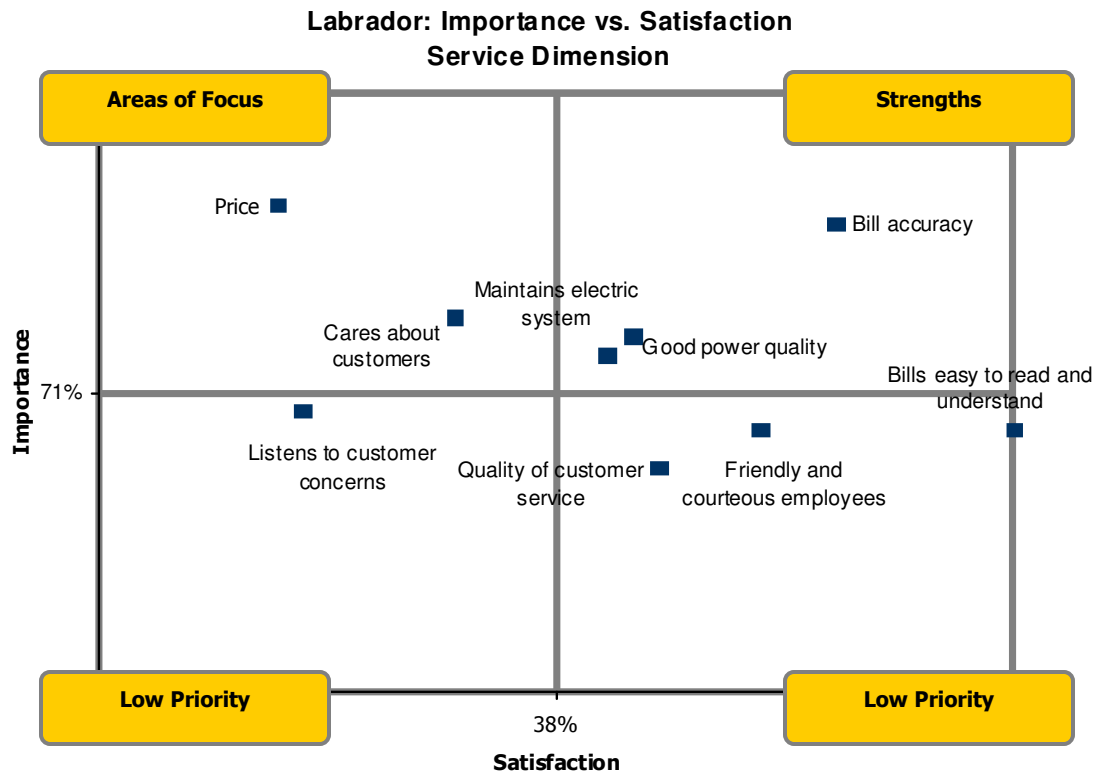 Labrador: Importance vs. Satisfaction
Service Dimension
Areas of Focus
Strengths
Price
Bill accuracy
Maintains electric
system
Cares about
customers
Good power quality
Bills easy to read and
understand
71%
Importance
Listens to customer
concerns
Quality of customer
service
Friendly and
courteous employees
Low Priority
Low Priority
38%
Satisfaction